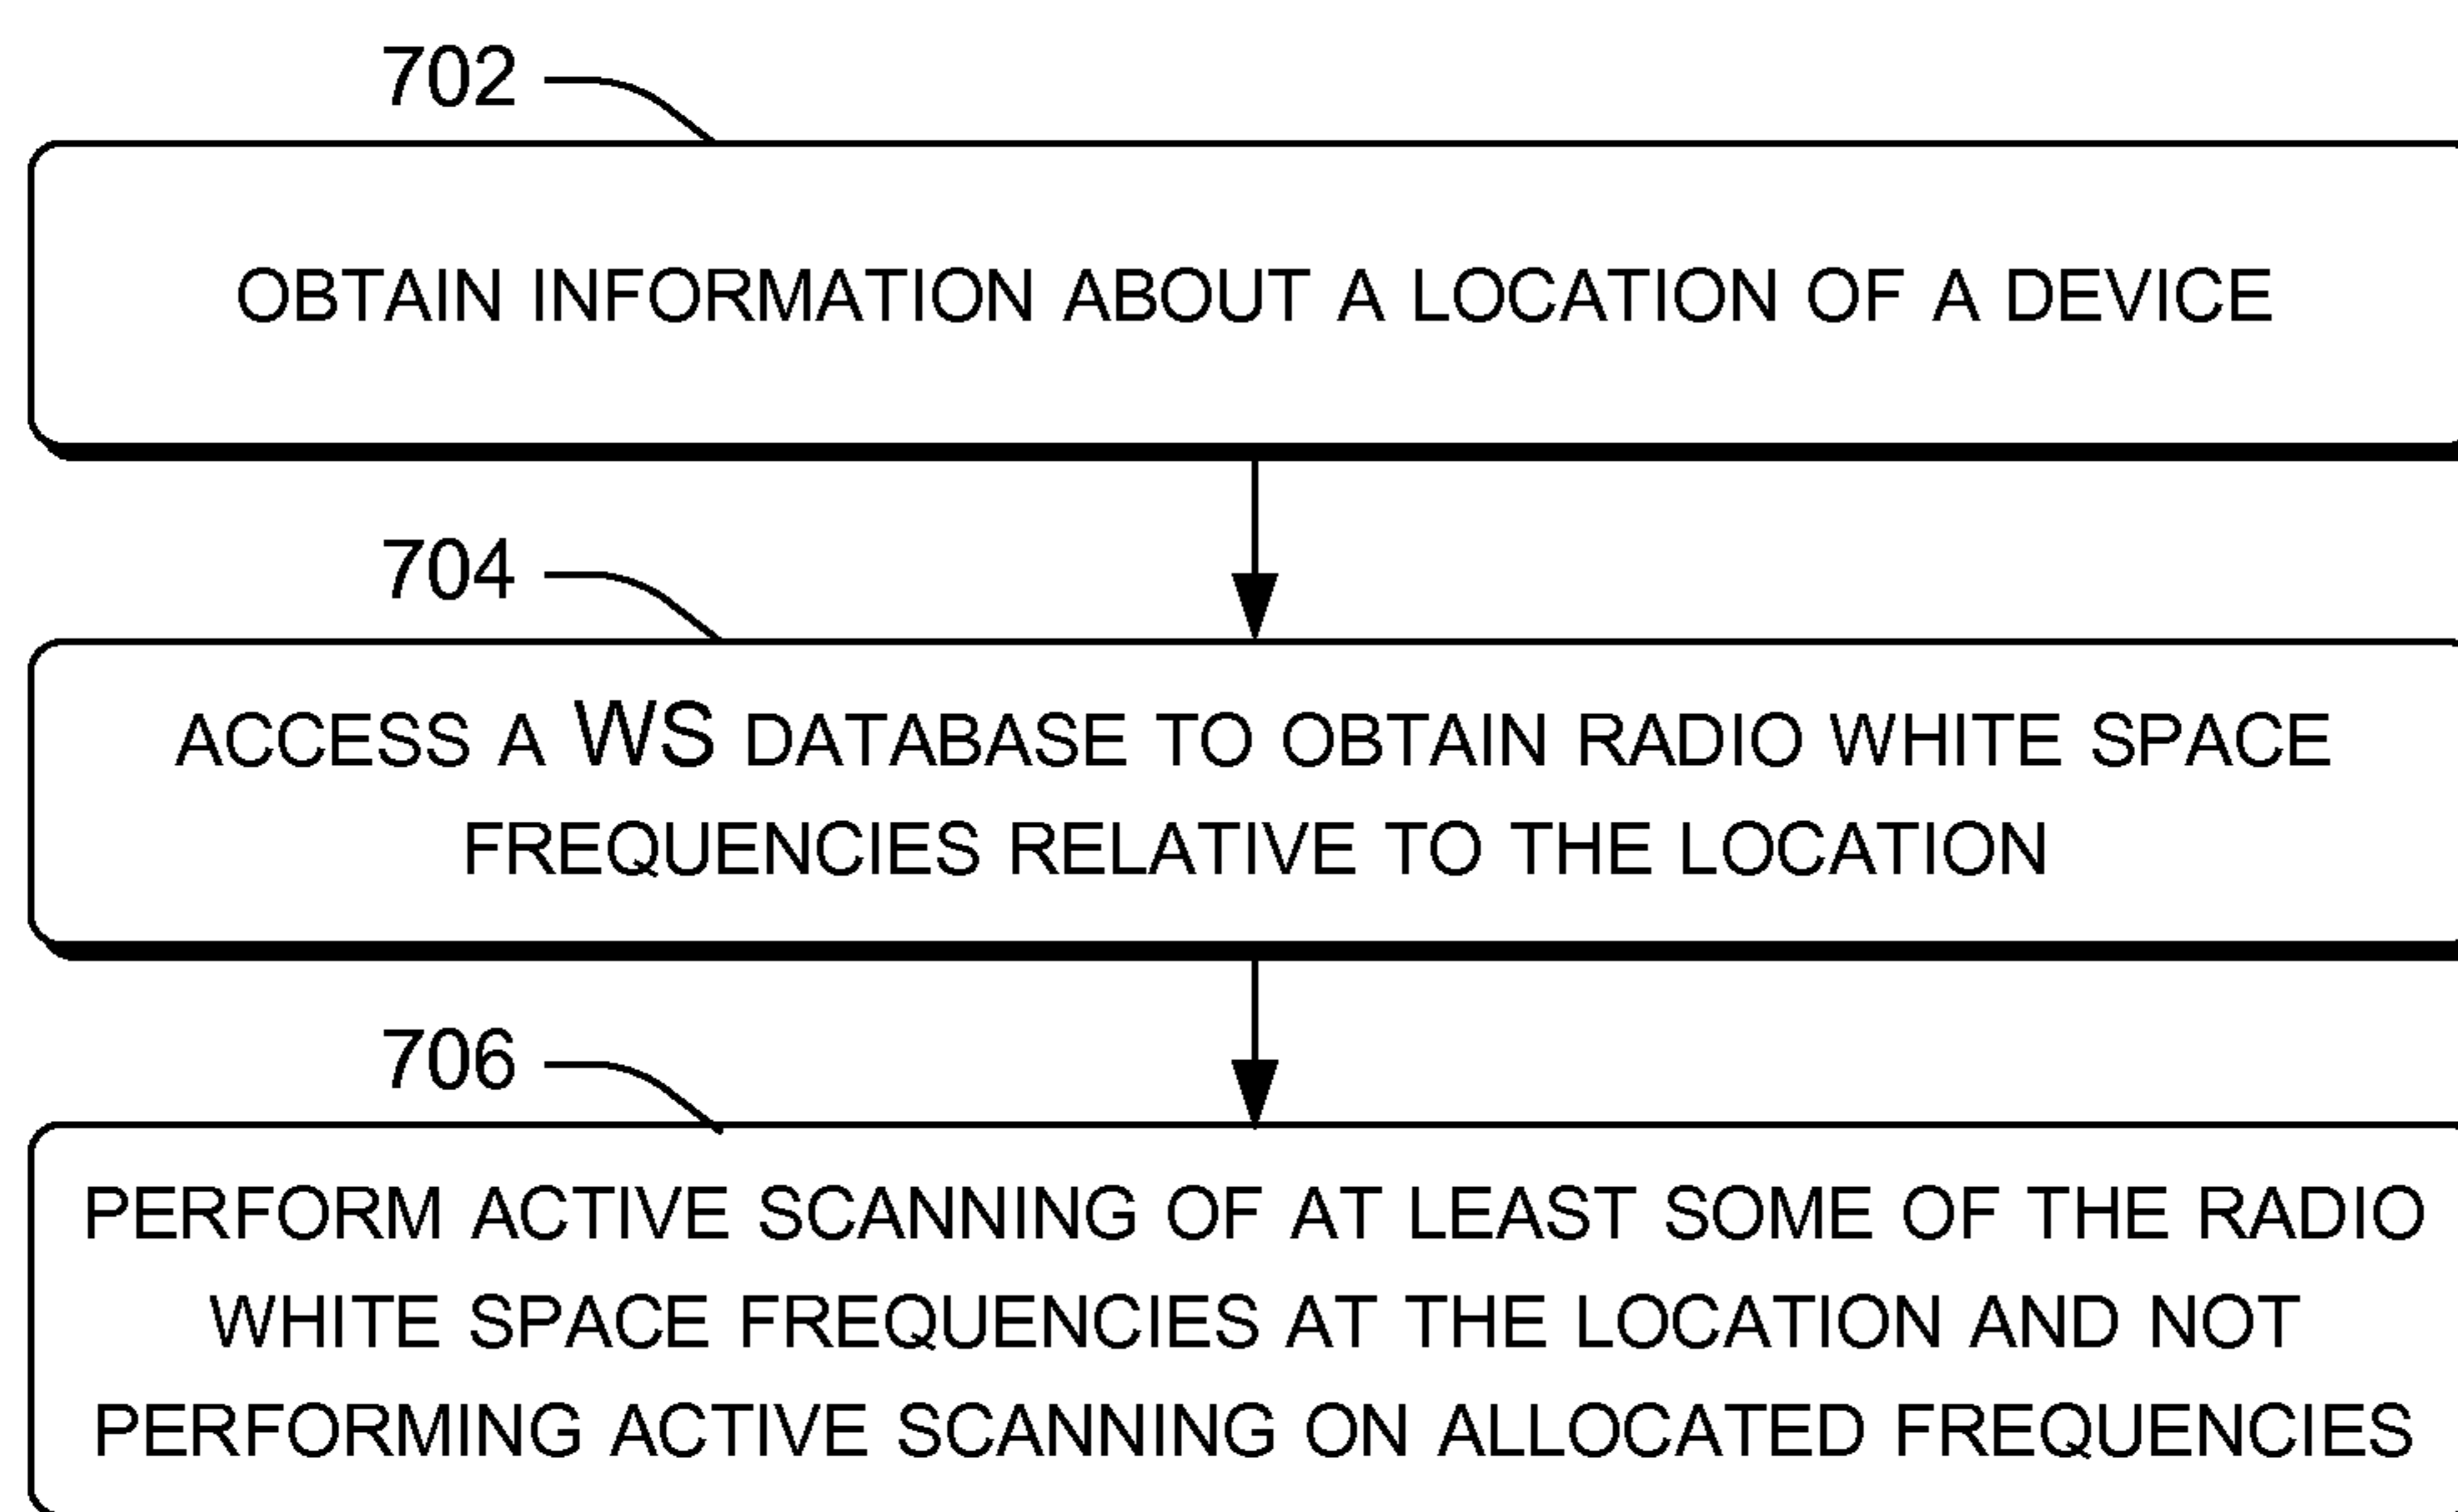 702
OBTAIN INFORMATION ABOUT A LOCATION OF A DEVICE
704
ACCESS A WS DATABASE TO OBTAIN RADIO WHITE SPACE
FREQUENCIES RELATIVE TO THE LOCATION
706
PERFORM ACTIVE SCANNING OF AT LEAST SOME OF THE RADIO
WHITE SPACE FREQUENCIES AT THE LOCATION AND NOT
PERFORMING ACTIVE SCANNING ON ALLOCATED FREQUENCIES